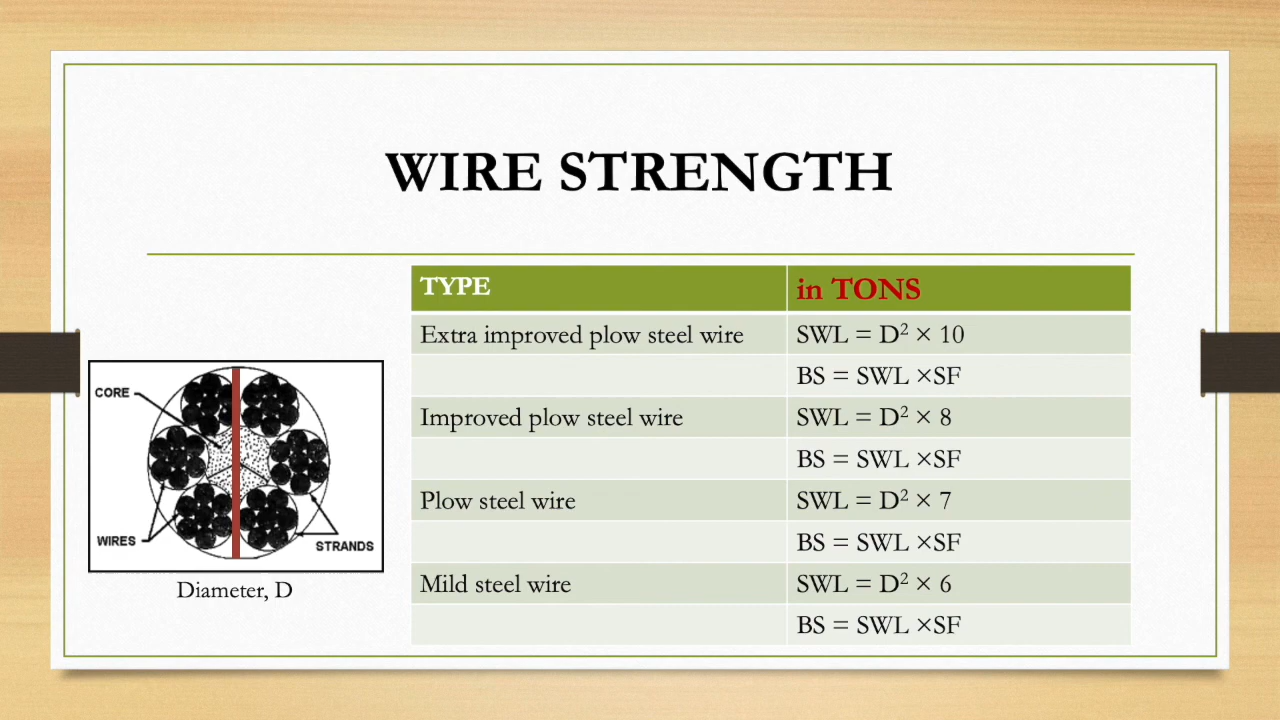 WIRE STRENGTH
CORE
WIRES
STRANDS
Diameter, D
TYPE in TONS
Extra improved plow steel wire SWL = D² × 10
BS = SWL ×SF
Improved plow steel wire SWL = D² × 8
BS = SWL ×SF
Plow steel wire SWL = D² × 7
BS = SWL ×SF
Mild steel wire SWL = D² × 6
BS = SWL ×SF